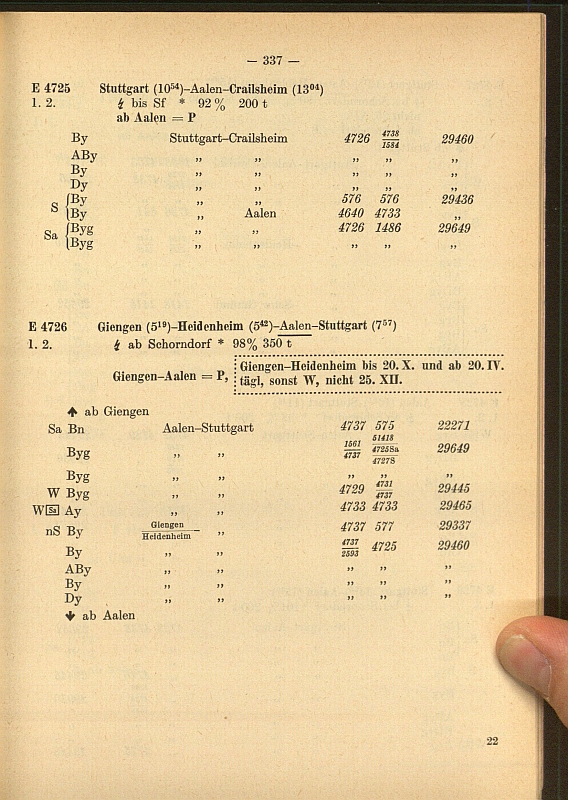 — 337 —
E 4725 Stuttgart (10⁵⁴)–Aalen–Crailsheim (13⁰⁴)
1. 2. ϟ bis Sf * 92 % 200 t
ab Aalen = P
By Stuttgart–Crailsheim 4726 4738/1584 29460
ABy „ „ „ „ „
By „ „ „ „ „
Dy „ „ „ „ „
S { By „ „ 576 576 29436
By „ Aalen 4640 4733 „
Sa { Byg „ „ 4726 1486 29649
Byg „ „ „ „ „
E 4726 Giengen (5¹⁹)–Heidenheim (5⁴²)–Aalen–Stuttgart (7⁵⁷)
1. 2. ϟ ab Schorndorf * 98% 350 t
Giengen–Aalen = P, Giengen–Heidenheim bis 20. X. und ab 20. IV.
tägl, sonst W, nicht 25. XII.
↑ ab Giengen
Sa Bn Aalen–Stuttgart 4737 575 22271
Byg „ „ 1561/4737 51418/4725Sa/4727S 29649
Byg „ „ „ „ „
W Byg „ „ 4729 4731/4737 29445
W Sa Ay „ „ 4733 4733 29465
nS By Giengen/Heidenheim „ 4737 577 29337
By „ „ 4737/2593 4725 29460
ABy „ „ „ „ „
By „ „ „ „ „
Dy „ „ „ „ „
↓ ab Aalen
22